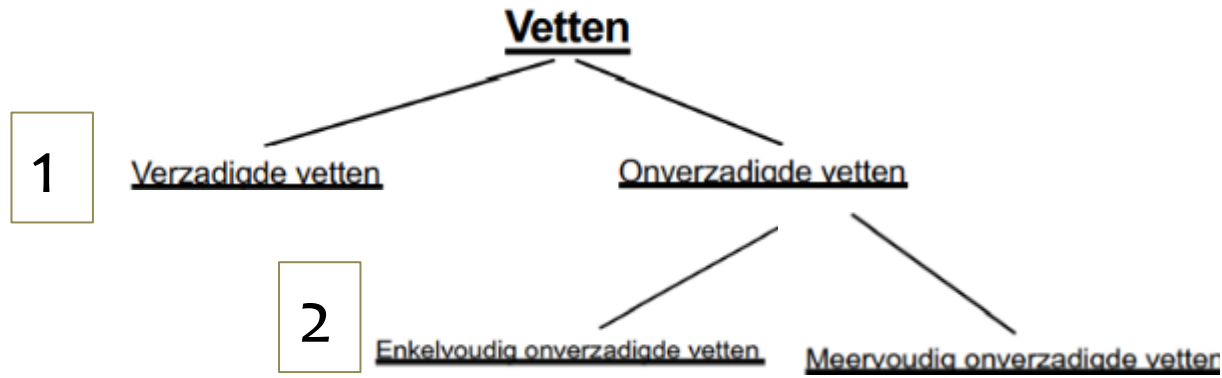 Vetten
1
Verzadigde vetten
Onverzadigde vetten
2
Enkelvoudig onverzadigde vetten
Meervoudig onverzadigde vetten